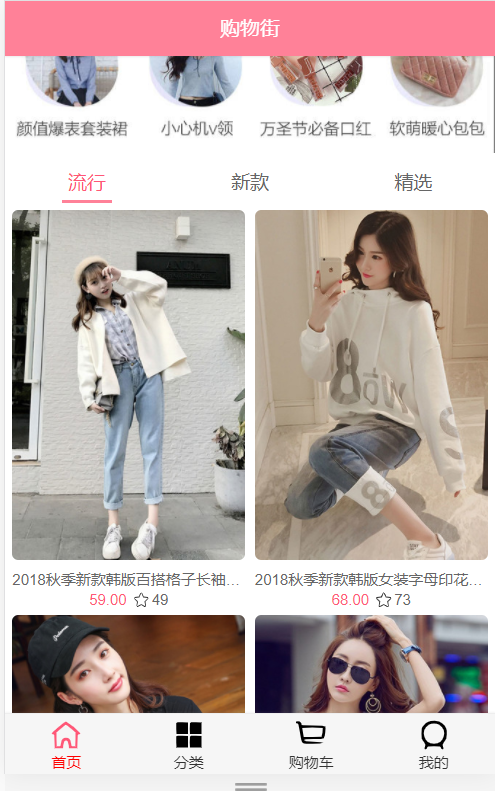 购物街
颜值爆表套装裙 小心机v领 万圣节必备口红 软萌暖心包包
流行 新款 精选
2018秋季新款韩版百搭格子长袖... 2018秋季新款韩版女装字母印花...
59.00 49 68.00 73
首页 分类 购物车 我的